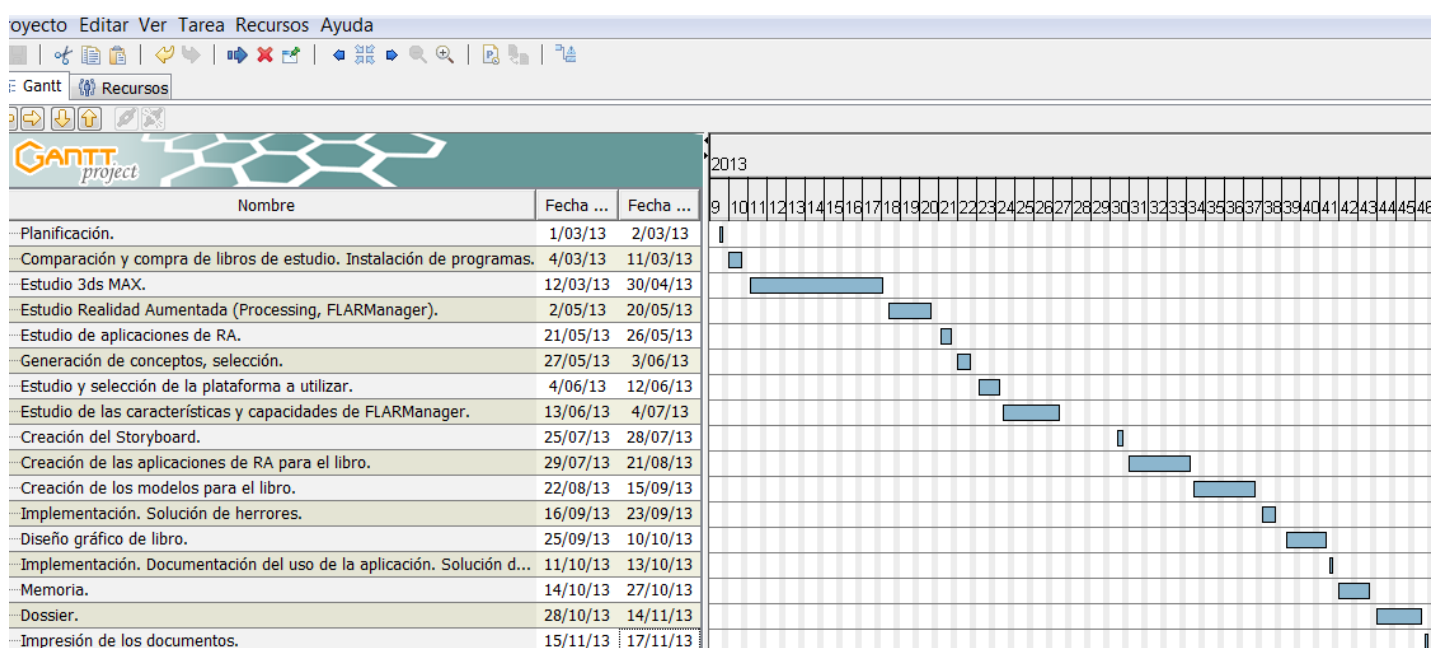 oyecto Editar Ver Tarea Recursos Ayuda
Gantt Recursos
GANTT
project
2013
Nombre Fecha ... Fecha ... 9 10 11 12 13 14 15 16 17 18 19 20 21 22 23 24 25 26 27 28 29 30 31 32 33 34 35 36 37 38 39 40 41 42 43 44 45 46
Planificación. 1/03/13 2/03/13
Comparación y compra de libros de estudio. Instalación de programas. 4/03/13 11/03/13
Estudio 3ds MAX. 12/03/13 30/04/13
Estudio Realidad Aumentada (Processing, FLARManager). 2/05/13 20/05/13
Estudio de aplicaciones de RA. 21/05/13 26/05/13
Generación de conceptos, selección. 27/05/13 3/06/13
Estudio y selección de la plataforma a utilizar. 4/06/13 12/06/13
Estudio de las características y capacidades de FLARManager. 13/06/13 4/07/13
Creación del Storyboard. 25/07/13 28/07/13
Creación de las aplicaciones de RA para el libro. 29/07/13 21/08/13
Creación de los modelos para el libro. 22/08/13 15/09/13
Implementación. Solución de herrores. 16/09/13 23/09/13
Diseño gráfico de libro. 25/09/13 10/10/13
Implementación. Documentación del uso de la aplicación. Solución d... 11/10/13 13/10/13
Memoria. 14/10/13 27/10/13
Dossier. 28/10/13 14/11/13
Impresión de los documentos. 15/11/13 17/11/13